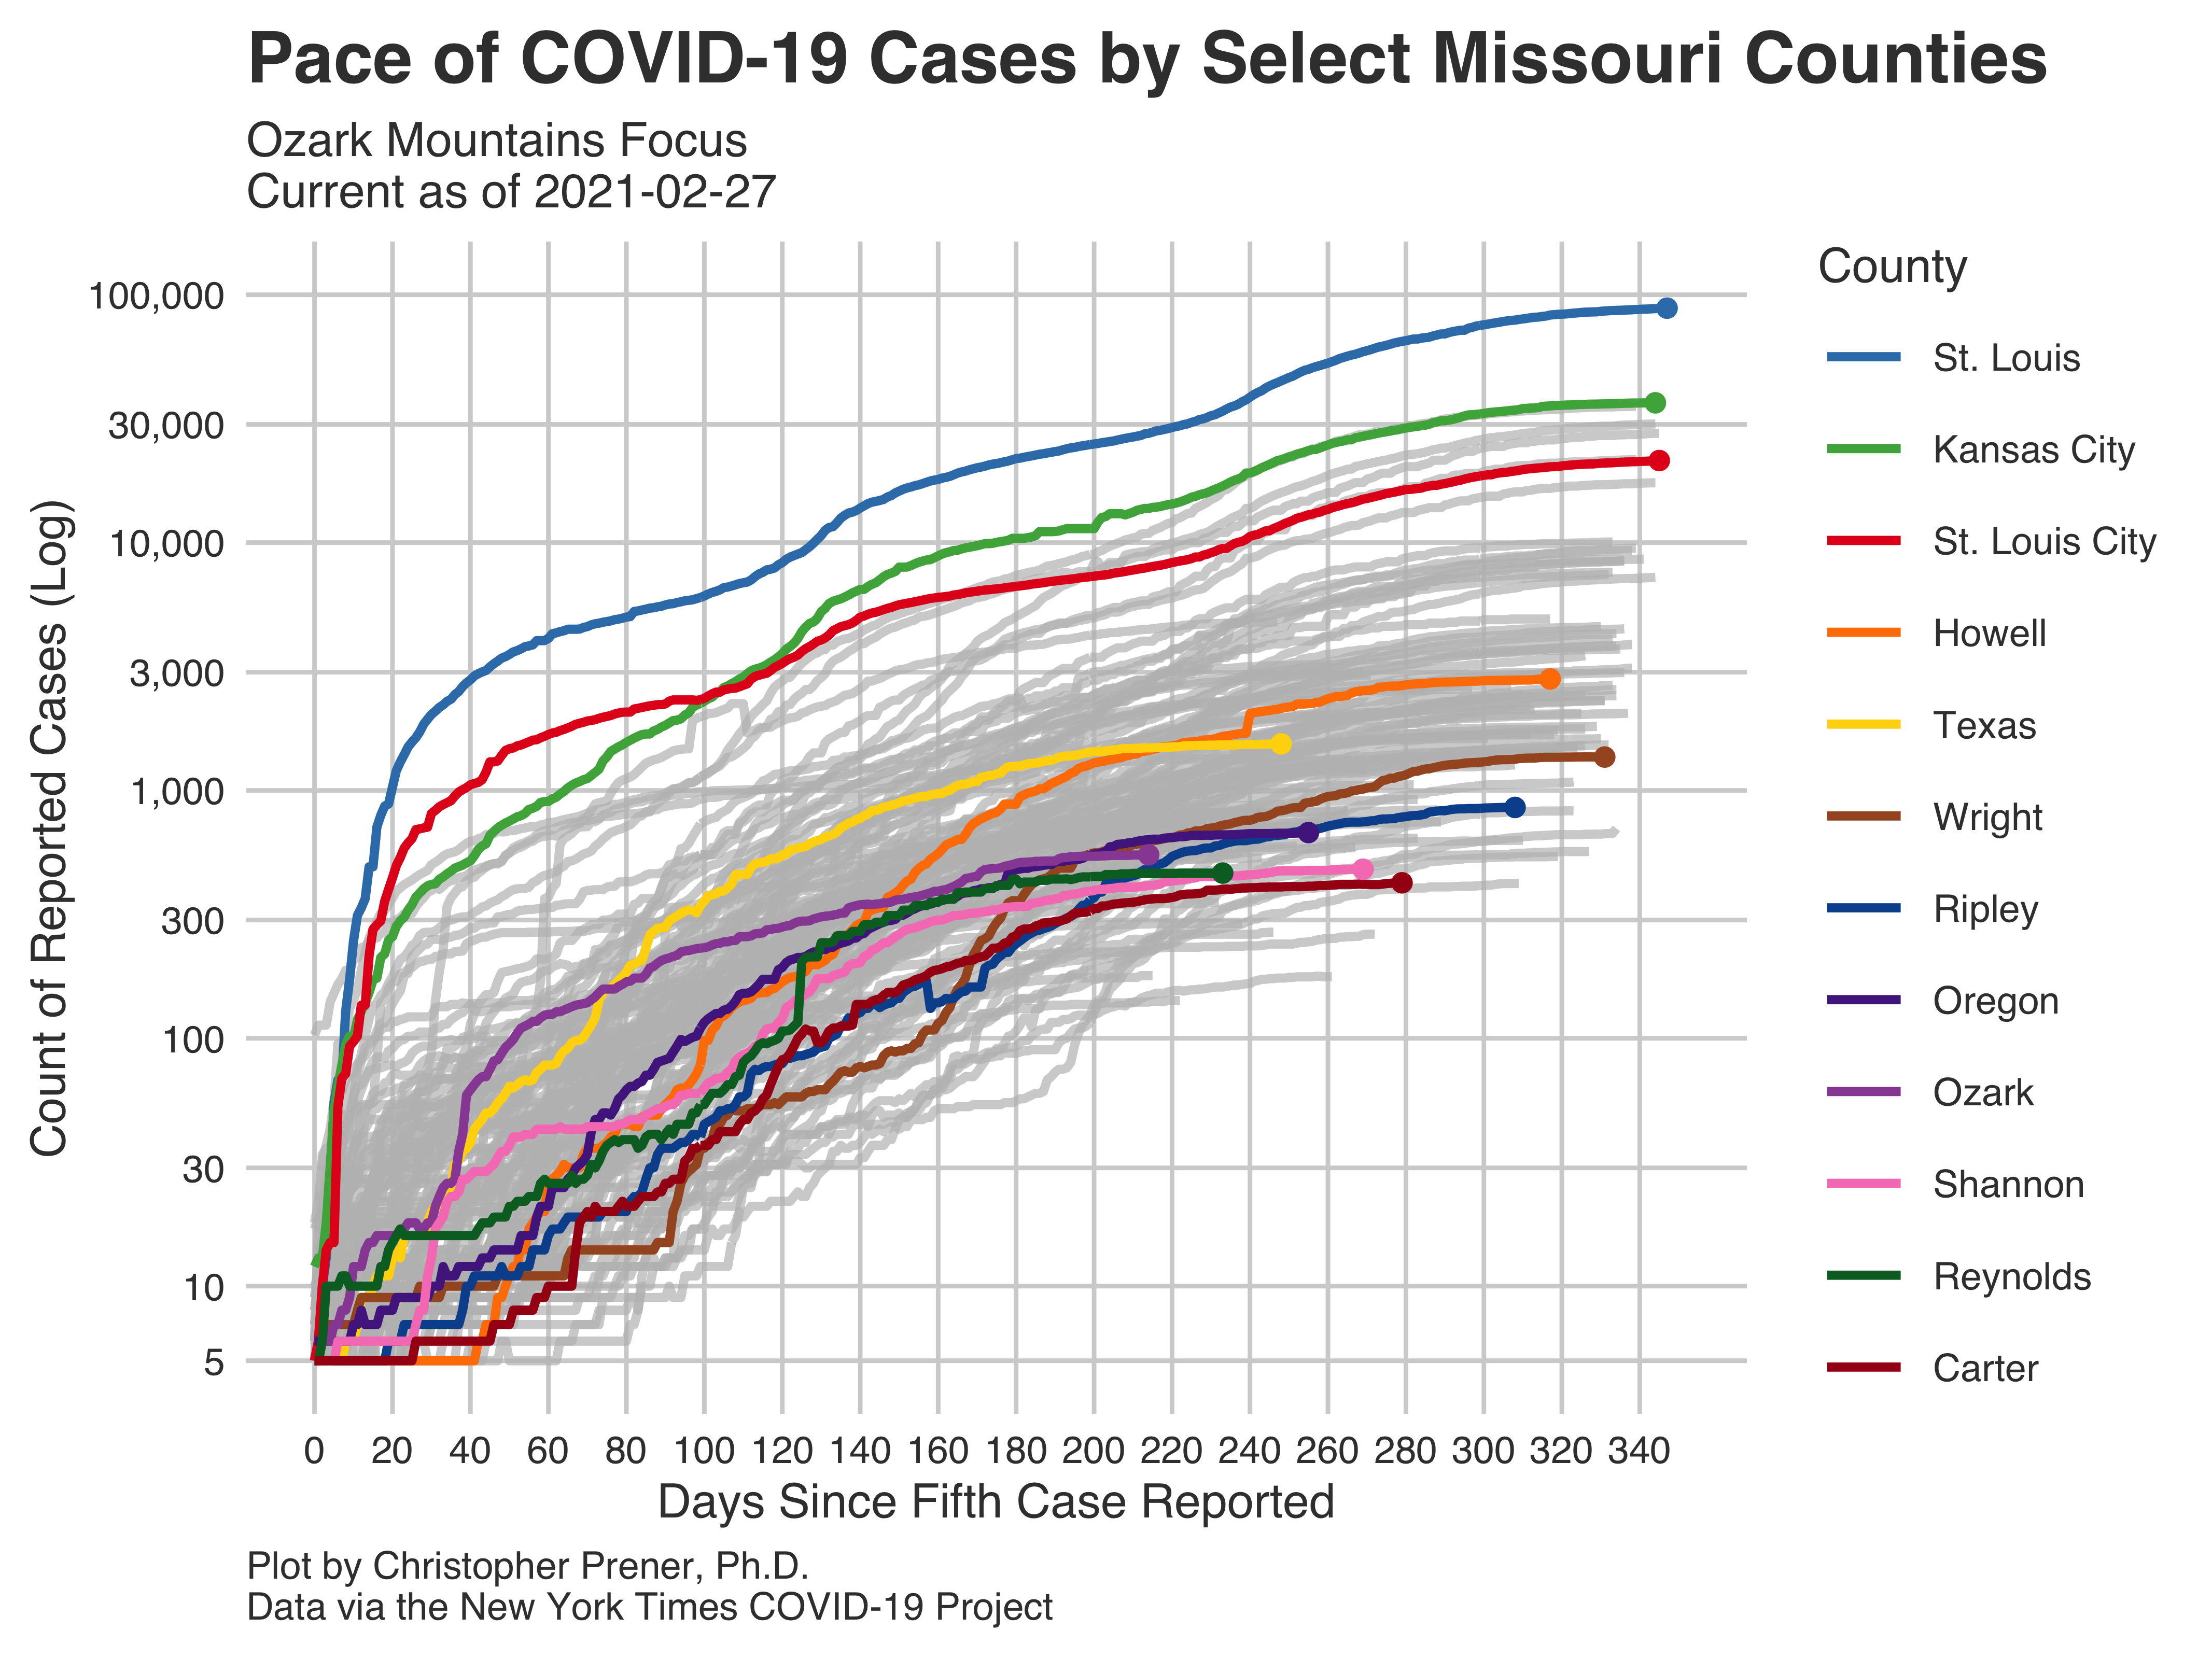 Pace of COVID-19 Cases by Select Missouri Counties
Ozark Mountains Focus
Current as of 2021-02-27
Count of Reported Cases (Log)
100,000
30,000
10,000
3,000
1,000
300
100
30
10
5
0 20 40 60 80 100 120 140 160 180 200 220 240 260 280 300 320 340
Days Since Fifth Case Reported
County
St. Louis
Kansas City
St. Louis City
Howell
Texas
Wright
Ripley
Oregon
Ozark
Shannon
Reynolds
Carter
Plot by Christopher Prener, Ph.D.
Data via the New York Times COVID-19 Project